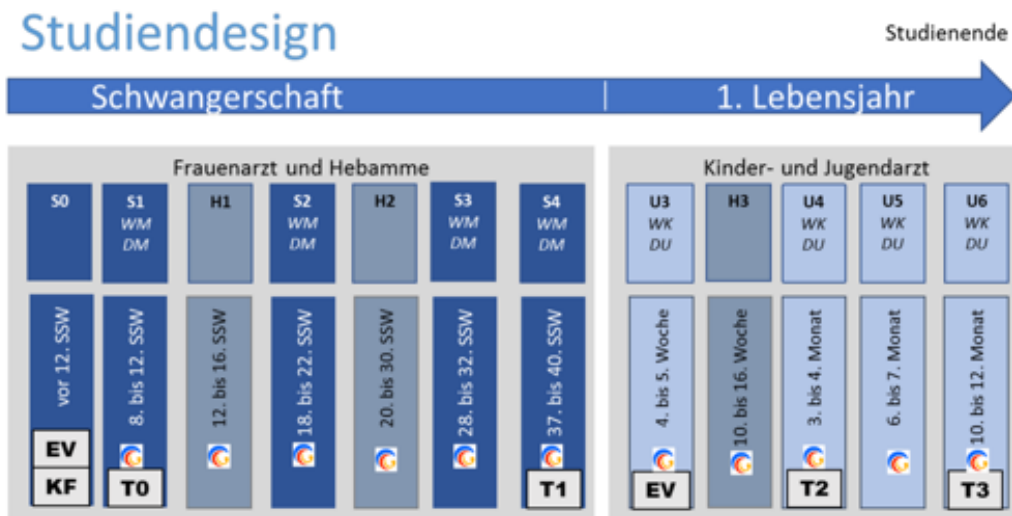 Studiendesign
Studienende
Schwangerschaft
1. Lebensjahr
Frauenarzt und Hebamme
Kinder- und Jugendarzt
S0
S1
WM
DM
H1
S2
WM
DM
H2
S3
WM
DM
S4
WM
DM
U3
WK
DU
H3
U4
WK
DU
U5
WK
DU
U6
WK
DU
vor 12. SSW
8. bis 12. SSW
12. bis 16. SSW
18. bis 22. SSW
20. bis 30. SSW
28. bis 32. SSW
37. bis 40. SSW
4. bis 5. Woche
10. bis 16. Woche
3. bis 4. Monat
6. bis 7. Monat
10. bis 12. Monat
EV
KF
T0
T1
EV
T2
T3